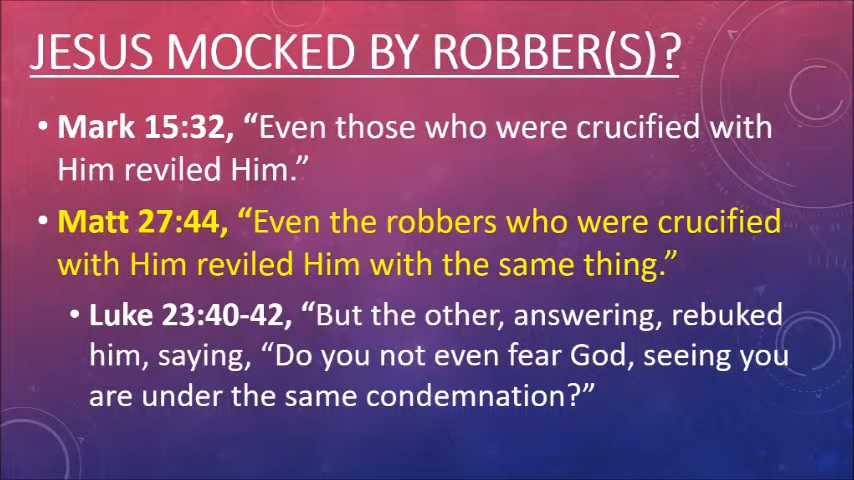 JESUS MOCKED BY ROBBER(S)?
• Mark 15:32, “Even those who were crucified with
Him reviled Him.”
• Matt 27:44, “Even the robbers who were crucified
with Him reviled Him with the same thing.”
• Luke 23:40-42, “But the other, answering, rebuked
him, saying, “Do you not even fear God, seeing you
are under the same condemnation?”